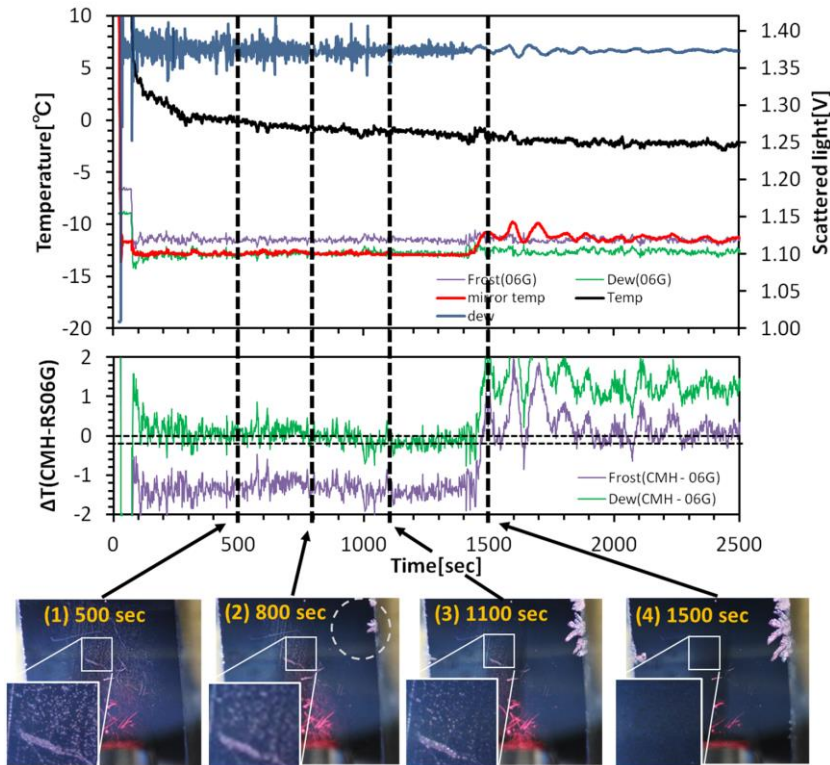 10
5
0
-5
-10
-15
-20
Temperature[℃]
1.40
1.35
1.30
1.25
1.20
1.15
1.10
1.05
1.00
Scattered light[V]
Frost(06G)
Dew(06G)
mirror temp
Temp
dew
2
1
0
-1
-2
ΔT(CMH-RS06G)
Frost(CMH - 06G)
Dew(CMH - 06G)
0
500
1000
1500
2000
2500
Time[sec]
(1) 500 sec
(2) 800 sec
(3) 1100 sec
(4) 1500 sec